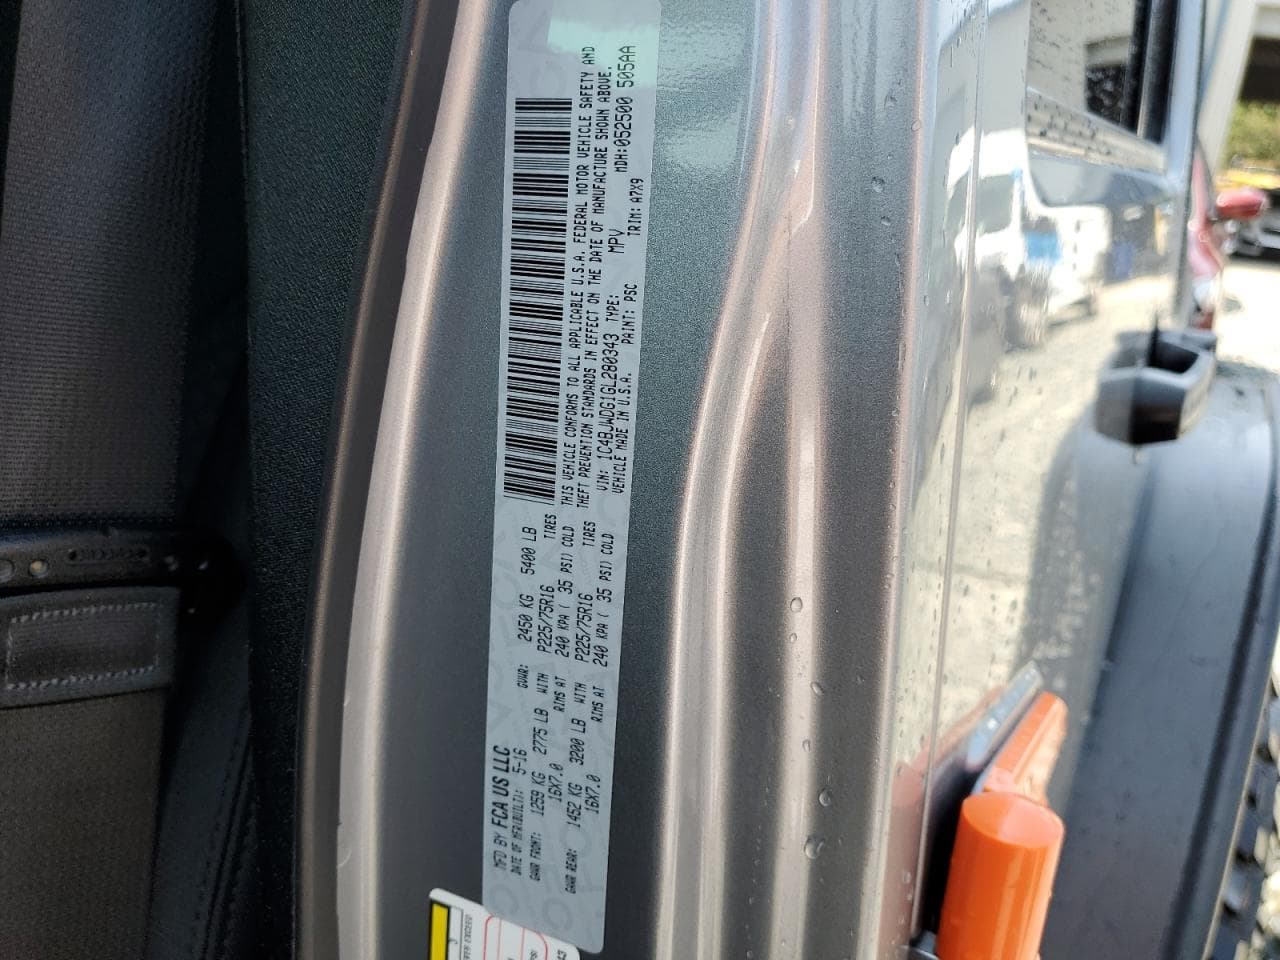 MFD BY FCA US LLC
DATE OF MFR(BUILT): 5-16 GVWR: 2450 KG 5400 LB
GAWR FRONT: 1259 KG 2775 LB WITH P225/75R16 TIRES
16X7.0 RIMS AT 240 KPA ( 35 PSI) COLD
GAWR REAR: 1452 KG 3200 LB WITH P225/75R16 TIRES
16X7.0 RIMS AT 240 KPA ( 35 PSI) COLD
THIS VEHICLE CONFORMS TO ALL APPLICABLE U.S.A. FEDERAL MOTOR VEHICLE SAFETY AND
THEFT PREVENTION STANDARDS IN EFFECT ON THE DATE OF MANUFACTURE SHOWN ABOVE.
VIN: 1C4BJWDG1GL280343 TYPE: MPV MDH:052500 505AA
VEHICLE MADE IN U.S.A. PAINT: PSC TRIM: A7X9